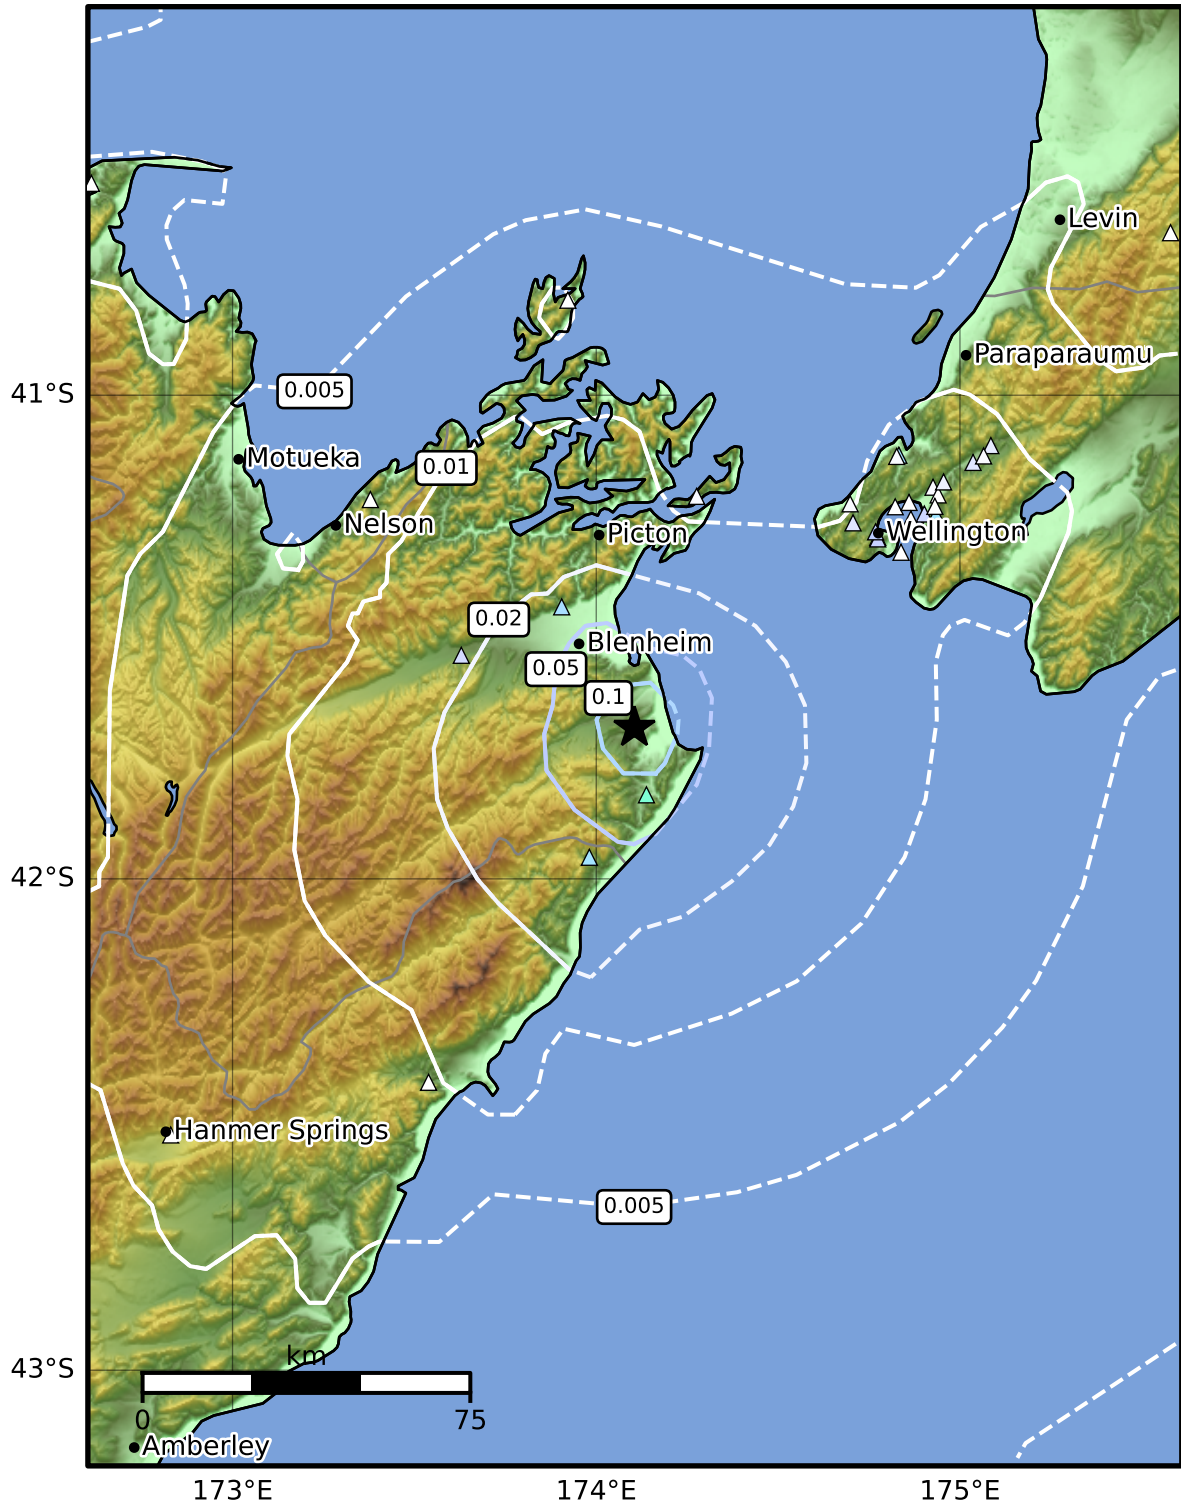 Levin
Paraparaumu
41°S
0.005
Motueka
0.01
Nelson
Picton
Wellington
0.02
Blenheim
0.05
0.1
42°S
Hanmer Springs
0.005
43°S
km
0 75
Amberley
173°E 174°E 175°E